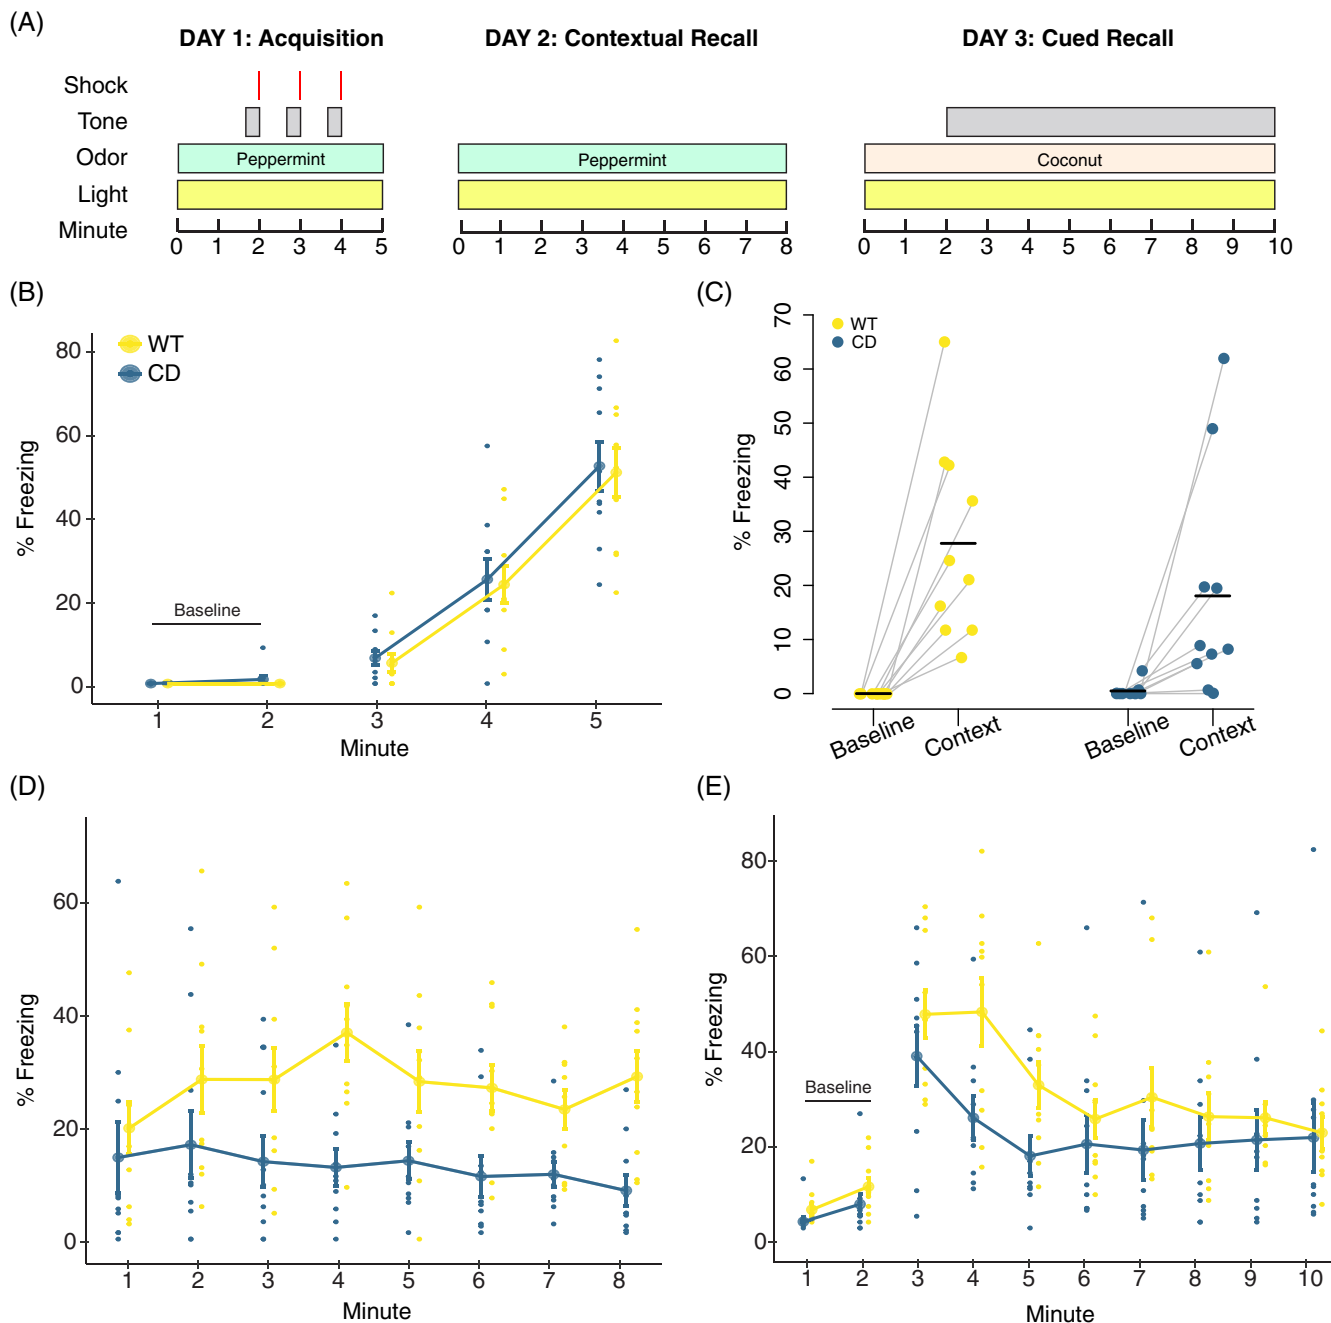 (A)
DAY 1: Acquisition
DAY 2: Contextual Recall
DAY 3: Cued Recall
Shock
Tone
Odor
Peppermint
Peppermint
Coconut
Light
Minute
0 1 2 3 4 5
0 1 2 3 4 5 6 7 8
0 1 2 3 4 5 6 7 8 9 10
(B)
WT
CD
% Freezing
80
60
40
20
0
Baseline
1 2 3 4 5
Minute
(C)
WT
CD
% Freezing
70
60
50
40
30
20
10
0
Baseline
Context
Baseline
Context
(D)
% Freezing
60
40
20
0
1 2 3 4 5 6 7 8
Minute
(E)
% Freezing
80
60
40
20
0
Baseline
1 2 3 4 5 6 7 8 9 10
Minute